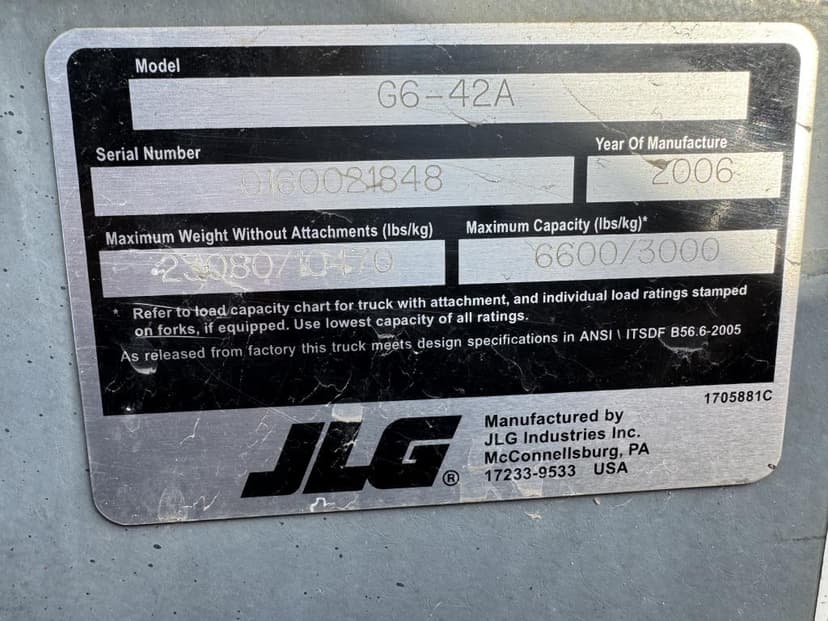 Model
G6-42A
Serial Number
0160081848
Year Of Manufacture
2006
Maximum Weight Without Attachments (lbs/kg)
23080/10470
Maximum Capacity (lbs/kg)*
6600/3000
* Refer to load capacity chart for truck with attachment, and individual load ratings stamped
on forks, if equipped. Use lowest capacity of all ratings.
As released from factory this truck meets design specifications in ANSI \ ITSDF B56.6-2005
1705881C
JLG®
Manufactured by
JLG Industries Inc.
McConnellsburg, PA
17233-9533 USA